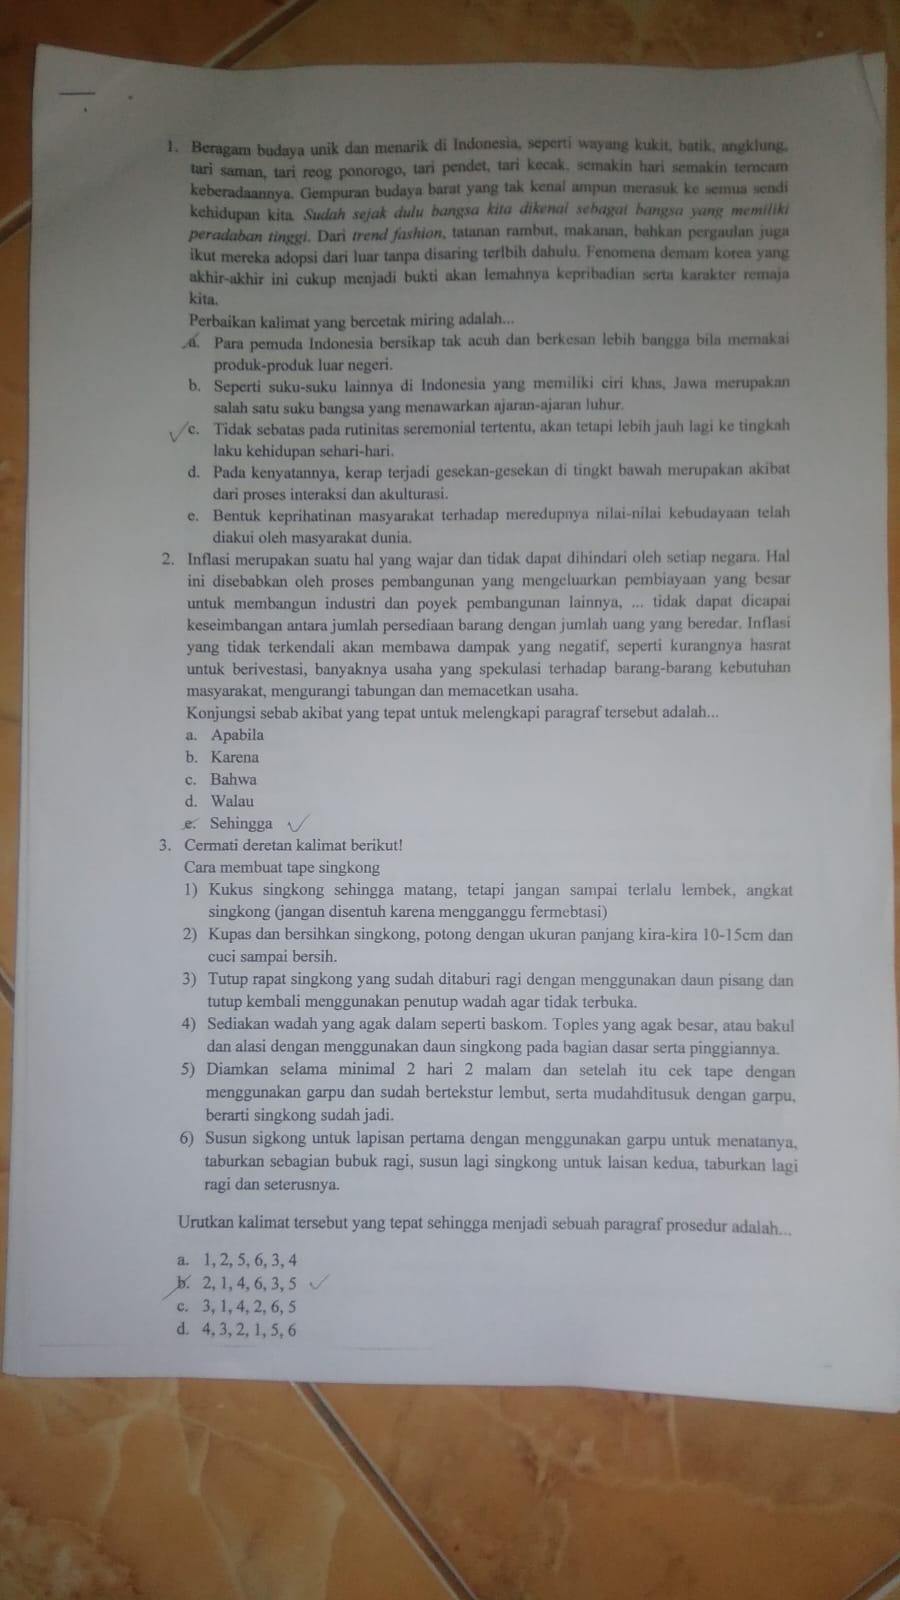 1. Beragam budaya unik dan menarik di Indonesia, seperti wayang kukit, batik, angklung,
tari saman, tari reog ponorogo, tari pendet, tari kecak, semakin hari semakin terncam
keberadaannya. Gempuran budaya barat yang tak kenal ampun merasuk ke semua sendi
kehidupan kita. Sudah sejak dulu bangsa kita dikenal sebagai bangsa yang memiliki
peradaban tinggi. Dari trend fashion, tatanan rambut, makanan, bahkan pergaulan juga
ikut mereka adopsi dari luar tanpa disaring terlbih dahulu. Fenomena demam korea yang
akhir-akhir ini cukup menjadi bukti akan lemahnya kepribadian serta karakter remaja
kita.
Perbaikan kalimat yang bercetak miring adalah...
a. Para pemuda Indonesia bersikap tak acuh dan berkesan lebih bangga bila memakai
produk-produk luar negeri.
b. Seperti suku-suku lainnya di Indonesia yang memiliki ciri khas, Jawa merupakan
salah satu suku bangsa yang menawarkan ajaran-ajaran luhur.
c. Tidak sebatas pada rutinitas seremonial tertentu, akan tetapi lebih jauh lagi ke tingkah
laku kehidupan sehari-hari.
d. Pada kenyatannya, kerap terjadi gesekan-gesekan di tingkt bawah merupakan akibat
dari proses interaksi dan akulturasi.
e. Bentuk keprihatinan masyarakat terhadap meredupnya nilai-nilai kebudayaan telah
diakui oleh masyarakat dunia.
2. Inflasi merupakan suatu hal yang wajar dan tidak dapat dihindari oleh setiap negara. Hal
ini disebabkan oleh proses pembangunan yang mengeluarkan pembiayaan yang besar
untuk membangun industri dan poyek pembangunan lainnya, ... tidak dapat dicapai
keseimbangan antara jumlah persediaan barang dengan jumlah uang yang beredar. Inflasi
yang tidak terkendali akan membawa dampak yang negatif, seperti kurangnya hasrat
untuk berivestasi, banyaknya usaha yang spekulasi terhadap barang-barang kebutuhan
masyarakat, mengurangi tabungan dan memacetkan usaha.
Konjungsi sebab akibat yang tepat untuk melengkapi paragraf tersebut adalah...
a. Apabila
b. Karena
c. Bahwa
d. Walau
e. Sehingga
3. Cermati deretan kalimat berikut!
Cara membuat tape singkong
1) Kukus singkong sehingga matang, tetapi jangan sampai terlalu lembek, angkat
singkong (jangan disentuh karena mengganggu fermebtasi)
2) Kupas dan bersihkan singkong, potong dengan ukuran panjang kira-kira 10-15cm dan
cuci sampai bersih.
3) Tutup rapat singkong yang sudah ditaburi ragi dengan menggunakan daun pisang dan
tutup kembali menggunakan penutup wadah agar tidak terbuka.
4) Sediakan wadah yang agak dalam seperti baskom. Toples yang agak besar, atau bakul
dan alasi dengan menggunakan daun singkong pada bagian dasar serta pinggiannya.
5) Diamkan selama minimal 2 hari 2 malam dan setelah itu cek tape dengan
menggunakan garpu dan sudah bertekstur lembut, serta mudahditusuk dengan garpu,
berarti singkong sudah jadi.
6) Susun sigkong untuk lapisan pertama dengan menggunakan garpu untuk menatanya,
taburkan sebagian bubuk ragi, susun lagi singkong untuk laisan kedua, taburkan lagi
ragi dan seterusnya.
Urutkan kalimat tersebut yang tepat sehingga menjadi sebuah paragraf prosedur adalah...
a. 1, 2, 5, 6, 3, 4
b. 2, 1, 4, 6, 3, 5
c. 3, 1, 4, 2, 6, 5
d. 4, 3, 2, 1, 5, 6